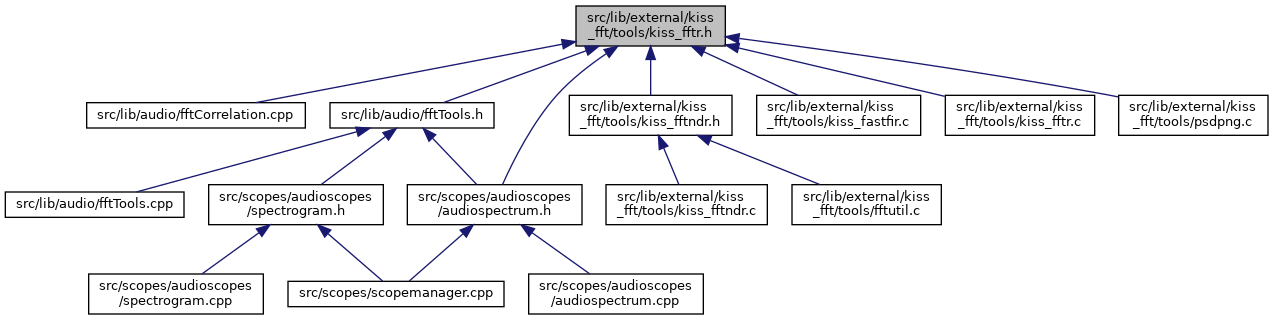 src/lib/external/kiss
_fft/tools/kiss_fftr.h
src/lib/audio/fftCorrelation.cpp
src/lib/audio/fftTools.h
src/lib/external/kiss
_fft/tools/kiss_fftndr.h
src/lib/external/kiss
_fft/tools/kiss_fastfir.c
src/lib/external/kiss
_fft/tools/kiss_fftr.c
src/lib/external/kiss
_fft/tools/psdpng.c
src/lib/audio/fftTools.cpp
src/scopes/audioscopes
/spectrogram.h
src/scopes/audioscopes
/audiospectrum.h
src/lib/external/kiss
_fft/tools/kiss_fftndr.c
src/lib/external/kiss
_fft/tools/fftutil.c
src/scopes/audioscopes
/spectrogram.cpp
src/scopes/scopemanager.cpp
src/scopes/audioscopes
/audiospectrum.cpp